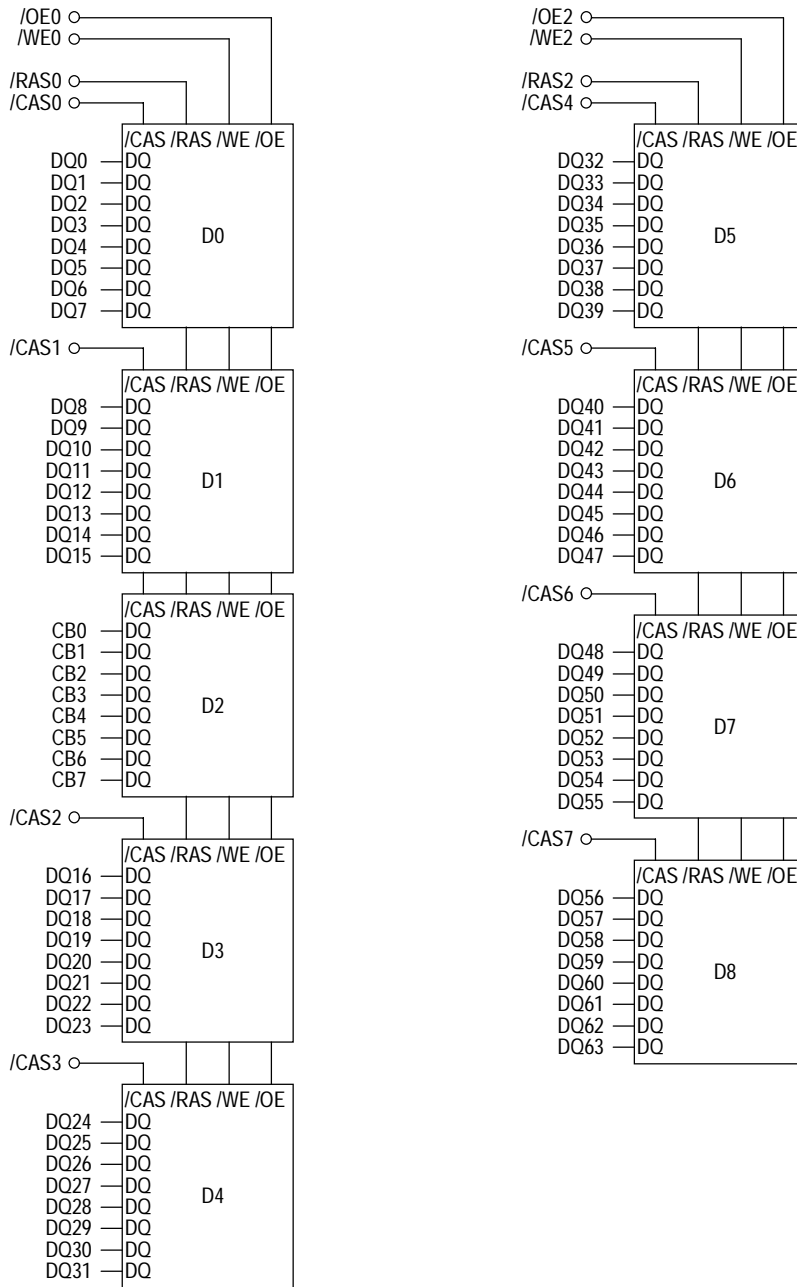 /OE0
/WE0
/RAS0
/CAS0
/CAS /RAS /WE /OE
DQ0 DQ
DQ1 DQ
DQ2 DQ
DQ3 DQ
DQ4 DQ
DQ5 DQ
DQ6 DQ
DQ7 DQ
D0
/CAS1
/CAS /RAS /WE /OE
DQ8 DQ
DQ9 DQ
DQ10 DQ
DQ11 DQ
DQ12 DQ
DQ13 DQ
DQ14 DQ
DQ15 DQ
D1
/CAS /RAS /WE /OE
CB0 DQ
CB1 DQ
CB2 DQ
CB3 DQ
CB4 DQ
CB5 DQ
CB6 DQ
CB7 DQ
D2
/CAS2
/CAS /RAS /WE /OE
DQ16 DQ
DQ17 DQ
DQ18 DQ
DQ19 DQ
DQ20 DQ
DQ21 DQ
DQ22 DQ
DQ23 DQ
D3
/CAS3
/CAS /RAS /WE /OE
DQ24 DQ
DQ25 DQ
DQ26 DQ
DQ27 DQ
DQ28 DQ
DQ29 DQ
DQ30 DQ
DQ31 DQ
D4
/OE2
/WE2
/RAS2
/CAS4
/CAS /RAS /WE /OE
DQ32 DQ
DQ33 DQ
DQ34 DQ
DQ35 DQ
DQ36 DQ
DQ37 DQ
DQ38 DQ
DQ39 DQ
D5
/CAS5
/CAS /RAS /WE /OE
DQ40 DQ
DQ41 DQ
DQ42 DQ
DQ43 DQ
DQ44 DQ
DQ45 DQ
DQ46 DQ
DQ47 DQ
D6
/CAS6
/CAS /RAS /WE /OE
DQ48 DQ
DQ49 DQ
DQ50 DQ
DQ51 DQ
DQ52 DQ
DQ53 DQ
DQ54 DQ
DQ55 DQ
D7
/CAS7
/CAS /RAS /WE /OE
DQ56 DQ
DQ57 DQ
DQ58 DQ
DQ59 DQ
DQ60 DQ
DQ61 DQ
DQ62 DQ
DQ63 DQ
D8